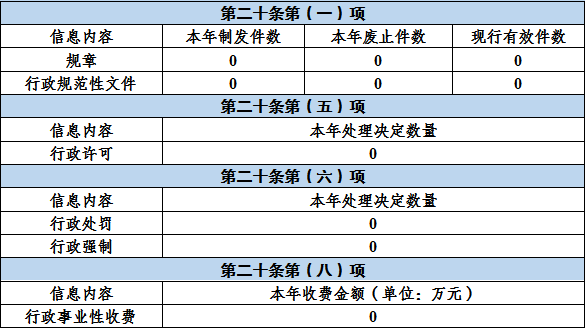 第二十条第（一）项
信息内容 本年制发件数 本年废止件数 现行有效件数
规章 0 0 0
行政规范性文件 0 0 0
第二十条第（五）项
信息内容 本年处理决定数量
行政许可 0
第二十条第（六）项
信息内容 本年处理决定数量
行政处罚 0
行政强制 0
第二十条第（八）项
信息内容 本年收费金额（单位：万元）
行政事业性收费 0